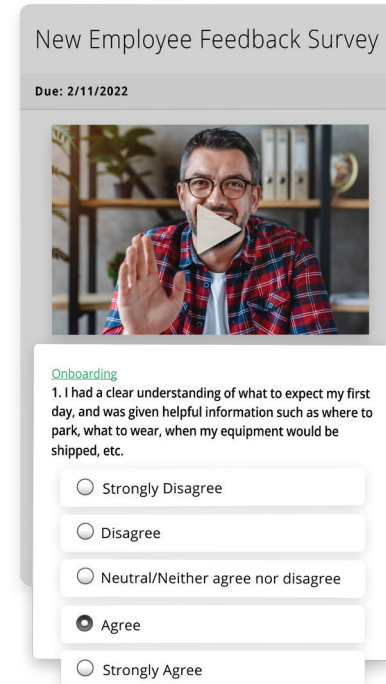 New Employee Feedback Survey
Due: 2/11/2022
Onboarding
1. I had a clear understanding of what to expect my first
day, and was given helpful information such as where to
park, what to wear, when my equipment would be
shipped, etc.
Strongly Disagree
Disagree
Neutral/Neither agree nor disagree
Agree
Strongly Agree